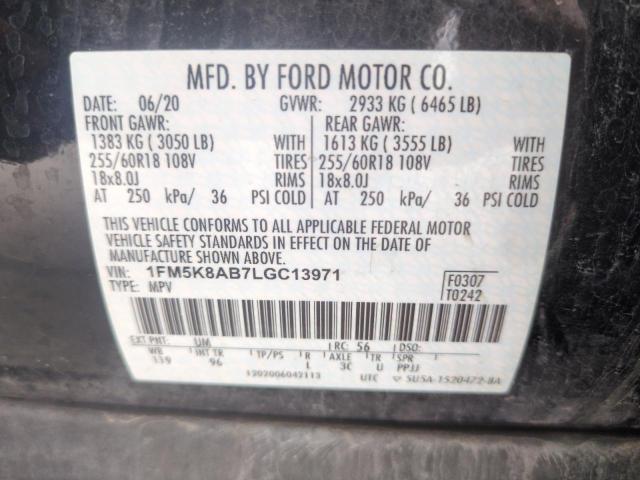 MFD. BY FORD MOTOR CO.
DATE: 06/20 GVWR: 2933 KG ( 6465 LB)
FRONT GAWR: REAR GAWR:
1383 KG ( 3050 LB) WITH 1613 KG ( 3555 LB) WITH
255/60R18 108V TIRES 255/60R18 108V TIRES
18x8.0J RIMS 18x8.0J RIMS
AT 250 kPa/ 36 PSI COLD AT 250 kPa/ 36 PSI COLD
THIS VEHICLE CONFORMS TO ALL APPLICABLE FEDERAL MOTOR
VEHICLE SAFETY STANDARDS IN EFFECT ON THE DATE OF
MANUFACTURE SHOWN ABOVE.
VIN: 1FM5K8AB7LGC13971 F0307
TYPE: MPV T0242
EXT PNT: UM RC: 56 DSO:
WB INT TR TP/PS R AXLE TR SPR
119 96 L 3C U PPJJ
1202006042113 UTC 5U5A-1520472-BA